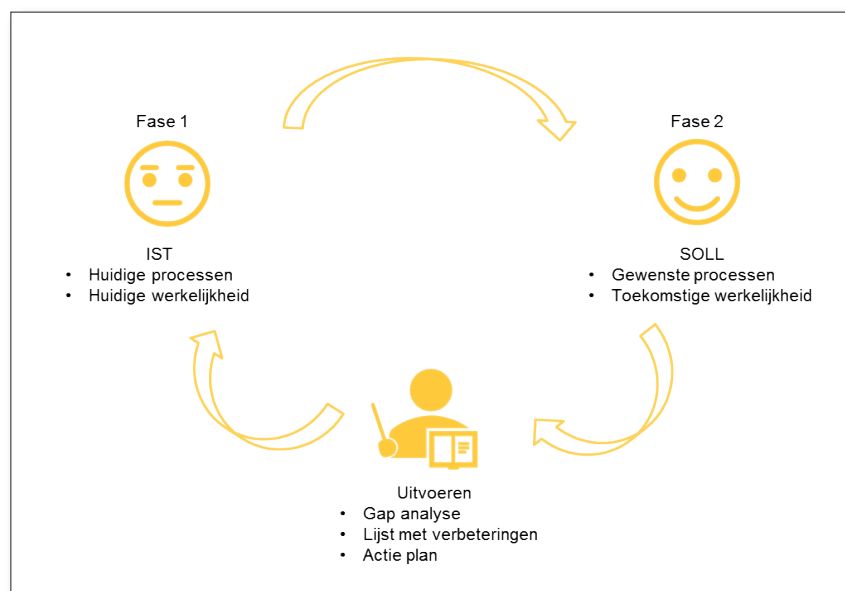 Fase 1
IST
• Huidige processen
• Huidige werkelijkheid
Fase 2
SOLL
• Gewenste processen
• Toekomstige werkelijkheid
Uitvoeren
• Gap analyse
• Lijst met verbeteringen
• Actie plan